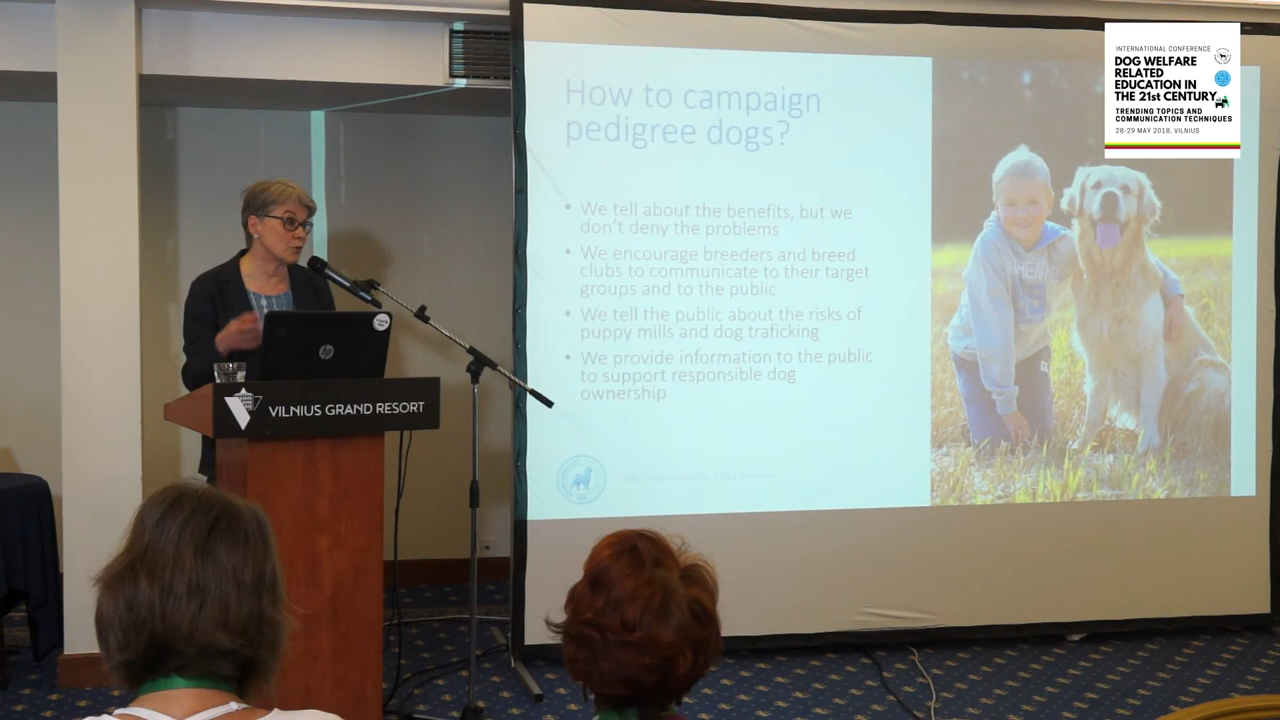 INTERNATIONAL CONFERENCE
DOG WELFARE
RELATED
EDUCATION IN
THE 21st CENTURY
TRENDING TOPICS AND
COMMUNICATION TECHNIQUES
28-29 MAY 2018, VILNIUS
How to campaign
pedigree dogs?
• We tell about the benefits, but we
don't deny the problems
• We encourage breeders and breed
clubs to communicate to their target
groups and to the public
• We tell the public about the risks of
puppy mills and dog traficking
• We provide information to the public
to support responsible dog
ownership
hp
VILNIUS GRAND RESORT